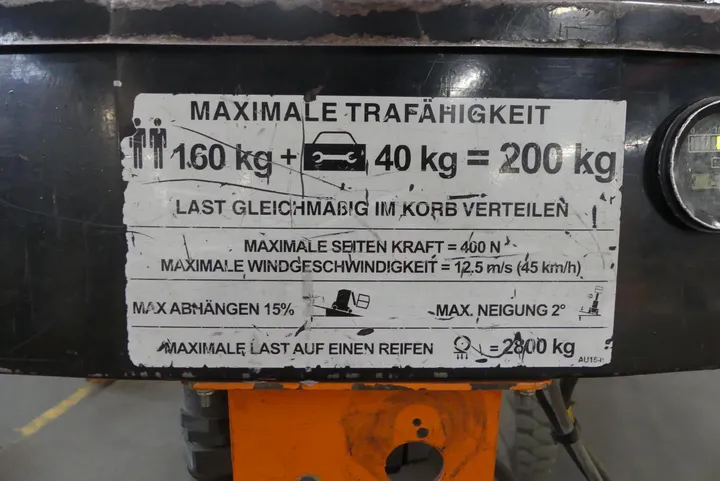 MAXIMALE TRAFÄHIGKEIT
160 kg + 40 kg = 200 kg
LAST GLEICHMAßIG IM KORB VERTEILEN
MAXIMALE SEITEN KRAFT = 400 N
MAXIMALE WINDGESCHWINDIGKEIT = 12.5 m/s (45 km/h)
MAX ABHÄNGEN 15% MAX. NEIGUNG 2°
MAXIMALE LAST AUF EINEN REIFEN = 2800 kg